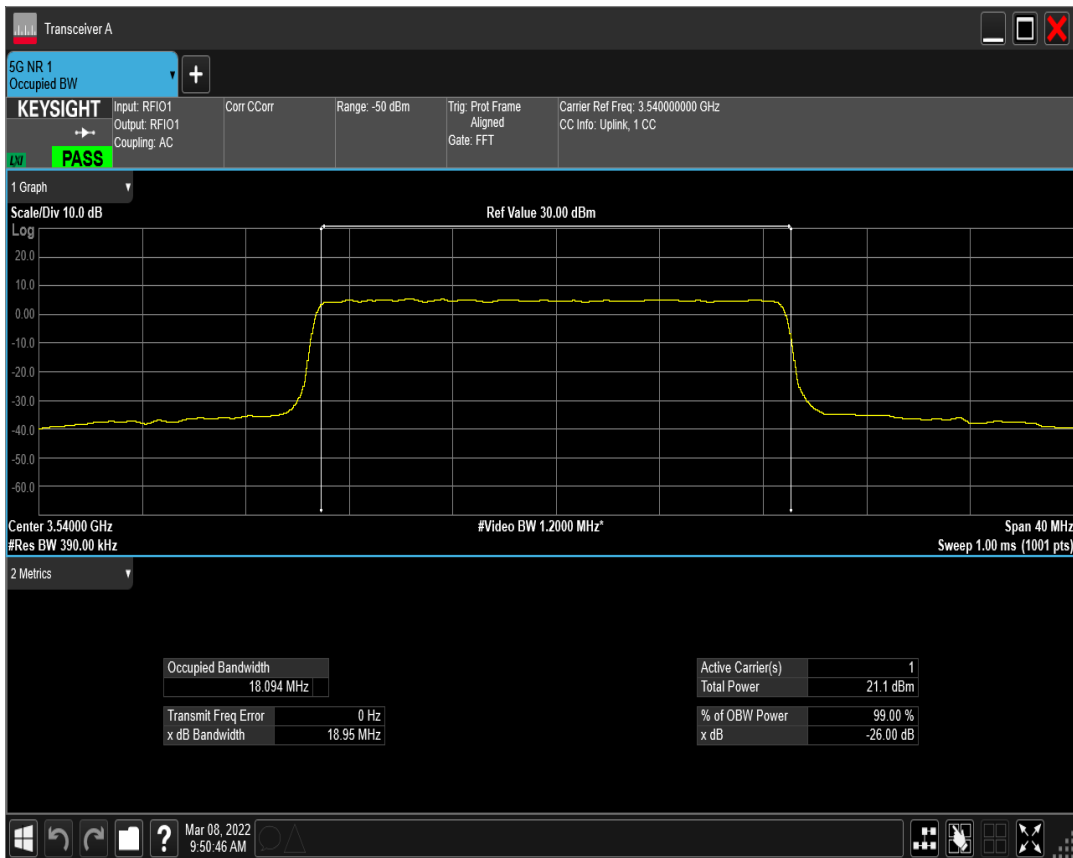 Transceiver A
5G NR 1
Occupied BW
+
KEYSIGHT
LXI
PASS
Input: RFIO1
Output: RFIO1
Coupling: AC
Corr CCorr
Range: -50 dBm
Trig: Prot Frame
Aligned
Gate: FFT
Carrier Ref Freq: 3.540000000 GHz
CC Info: Uplink, 1 CC
1 Graph
Scale/Div 10.0 dB
Ref Value 30.00 dBm
Log
20.0
10.0
0.00
-10.0
-20.0
-30.0
-40.0
-50.0
-60.0
Center 3.54000 GHz
#Video BW 1.2000 MHz*
Span 40 MHz
#Res BW 390.00 kHz
Sweep 1.00 ms (1001 pts)
2 Metrics
Occupied Bandwidth
18.094 MHz
Transmit Freq Error 0 Hz
x dB Bandwidth 18.95 MHz
Active Carrier(s) 1
Total Power 21.1 dBm
% of OBW Power 99.00 %
x dB -26.00 dB
?
Mar 08, 2022
9:50:46 AM